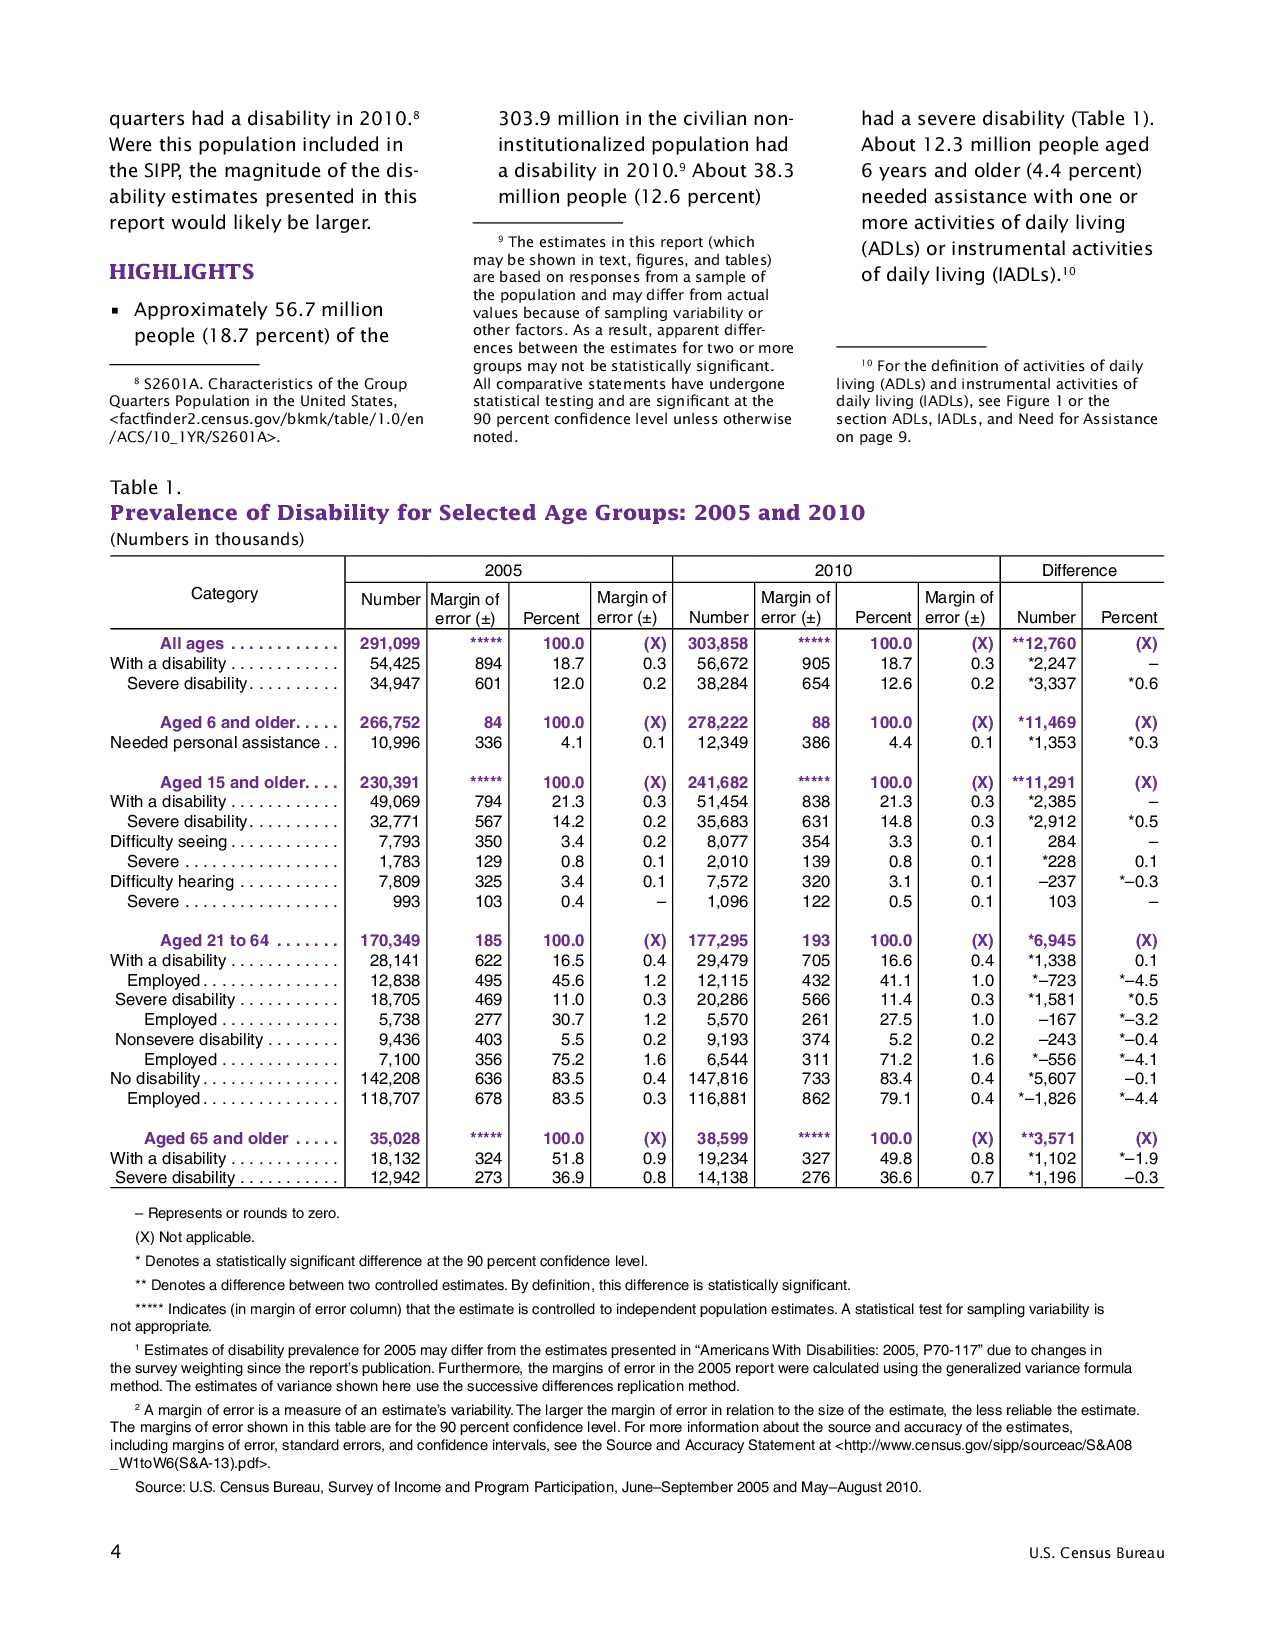 quarters had a disability in 2010.⁸
Were this population included in
the SIPP, the magnitude of the dis-
ability estimates presented in this
report would likely be larger.
HIGHLIGHTS
▪ Approximately 56.7 million
people (18.7 percent) of the
⁸ S2601A. Characteristics of the Group
Quarters Population in the United States,
<factfinder2.census.gov/bkmk/table/1.0/en
/ACS/10_1YR/S2601A>.
303.9 million in the civilian non-
institutionalized population had
a disability in 2010.⁹ About 38.3
million people (12.6 percent)
⁹ The estimates in this report (which
may be shown in text, figures, and tables)
are based on responses from a sample of
the population and may differ from actual
values because of sampling variability or
other factors. As a result, apparent differ-
ences between the estimates for two or more
groups may not be statistically significant.
All comparative statements have undergone
statistical testing and are significant at the
90 percent confidence level unless otherwise
noted.
had a severe disability (Table 1).
About 12.3 million people aged
6 years and older (4.4 percent)
needed assistance with one or
more activities of daily living
(ADLs) or instrumental activities
of daily living (IADLs).¹⁰
¹⁰ For the definition of activities of daily
living (ADLs) and instrumental activities of
daily living (IADLs), see Figure 1 or the
section ADLs, IADLs, and Need for Assistance
on page 9.
Table 1.
Prevalence of Disability for Selected Age Groups: 2005 and 2010
(Numbers in thousands)
Category 2005 2010 Difference
Number Margin of error (±) Percent Margin of error (±) Number Margin of error (±) Percent Margin of error (±) Number Percent
All ages . . . . . . . . . . . . 291,099 ***** 100.0 (X) 303,858 ***** 100.0 (X) **12,760 (X)
With a disability . . . . . . . . . . . . 54,425 894 18.7 0.3 56,672 905 18.7 0.3 *2,247 –
Severe disability. . . . . . . . . . 34,947 601 12.0 0.2 38,284 654 12.6 0.2 *3,337 *0.6
Aged 6 and older. . . . . 266,752 84 100.0 (X) 278,222 88 100.0 (X) *11,469 (X)
Needed personal assistance . . 10,996 336 4.1 0.1 12,349 386 4.4 0.1 *1,353 *0.3
Aged 15 and older. . . . 230,391 ***** 100.0 (X) 241,682 ***** 100.0 (X) **11,291 (X)
With a disability . . . . . . . . . . . . 49,069 794 21.3 0.3 51,454 838 21.3 0.3 *2,385 –
Severe disability. . . . . . . . . . 32,771 567 14.2 0.2 35,683 631 14.8 0.3 *2,912 *0.5
Difficulty seeing . . . . . . . . . . . . 7,793 350 3.4 0.2 8,077 354 3.3 0.1 284 –
Severe . . . . . . . . . . . . . . . . . 1,783 129 0.8 0.1 2,010 139 0.8 0.1 *228 0.1
Difficulty hearing . . . . . . . . . . . 7,809 325 3.4 0.1 7,572 320 3.1 0.1 –237 *–0.3
Severe . . . . . . . . . . . . . . . . . 993 103 0.4 – 1,096 122 0.5 0.1 103 –
Aged 21 to 64 . . . . . . . 170,349 185 100.0 (X) 177,295 193 100.0 (X) *6,945 (X)
With a disability . . . . . . . . . . . . 28,141 622 16.5 0.4 29,479 705 16.6 0.4 *1,338 0.1
Employed. . . . . . . . . . . . . . . 12,838 495 45.6 1.2 12,115 432 41.1 1.0 *–723 *–4.5
Severe disability . . . . . . . . . . . 18,705 469 11.0 0.3 20,286 566 11.4 0.3 *1,581 *0.5
Employed . . . . . . . . . . . . . 5,738 277 30.7 1.2 5,570 261 27.5 1.0 –167 *–3.2
Nonsevere disability . . . . . . . . 9,436 403 5.5 0.2 9,193 374 5.2 0.2 –243 *–0.4
Employed . . . . . . . . . . . . . 7,100 356 75.2 1.6 6,544 311 71.2 1.6 *–556 *–4.1
No disability. . . . . . . . . . . . . . . 142,208 636 83.5 0.4 147,816 733 83.4 0.4 *5,607 –0.1
Employed. . . . . . . . . . . . . . . 118,707 678 83.5 0.3 116,881 862 79.1 0.4 *–1,826 *–4.4
Aged 65 and older . . . . . 35,028 ***** 100.0 (X) 38,599 ***** 100.0 (X) **3,571 (X)
With a disability . . . . . . . . . . . . 18,132 324 51.8 0.9 19,234 327 49.8 0.8 *1,102 *–1.9
Severe disability . . . . . . . . . . . 12,942 273 36.9 0.8 14,138 276 36.6 0.7 *1,196 –0.3
– Represents or rounds to zero.
(X) Not applicable.
* Denotes a statistically significant difference at the 90 percent confidence level.
** Denotes a difference between two controlled estimates. By definition, this difference is statistically significant.
***** Indicates (in margin of error column) that the estimate is controlled to independent population estimates. A statistical test for sampling variability is
not appropriate.
¹ Estimates of disability prevalence for 2005 may differ from the estimates presented in “Americans With Disabilities: 2005, P70-117” due to changes in
the survey weighting since the report’s publication. Furthermore, the margins of error in the 2005 report were calculated using the generalized variance formula
method. The estimates of variance shown here use the successive differences replication method.
² A margin of error is a measure of an estimate’s variability. The larger the margin of error in relation to the size of the estimate, the less reliable the estimate.
The margins of error shown in this table are for the 90 percent confidence level. For more information about the source and accuracy of the estimates,
including margins of error, standard errors, and confidence intervals, see the Source and Accuracy Statement at <http://www.census.gov/sipp/sourceac/S&A08
_W1toW6(S&A-13).pdf>.
Source: U.S. Census Bureau, Survey of Income and Program Participation, June–September 2005 and May–August 2010.
4 U.S. Census Bureau